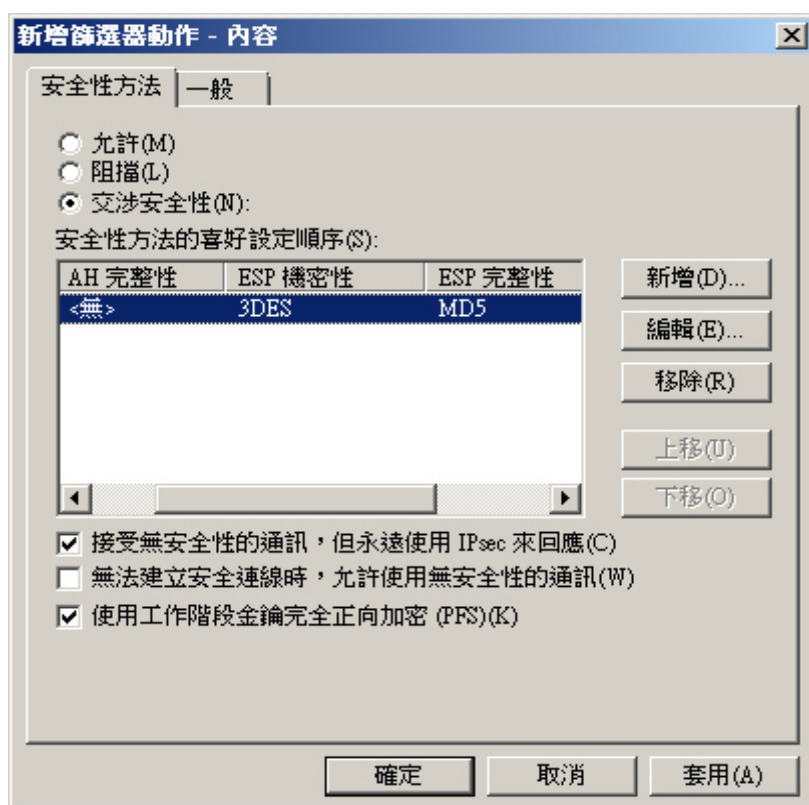 新增篩選器動作 - 內容
安全性方法 一般
允許(M)
阻擋(L)
交涉安全性(N):
安全性方法的喜好設定順序(S):
AH 完整性 ESP 機密性 ESP 完整性
<無> 3DES MD5
新增(D)...
編輯(E)...
移除(R)
上移(U)
下移(O)
接受無安全性的通訊，但永遠使用 IPsec 來回應(C)
無法建立安全連線時，允許使用無安全性的通訊(W)
使用工作階段金鑰完全正向加密 (PFS)(K)
確定 取消 套用(A)